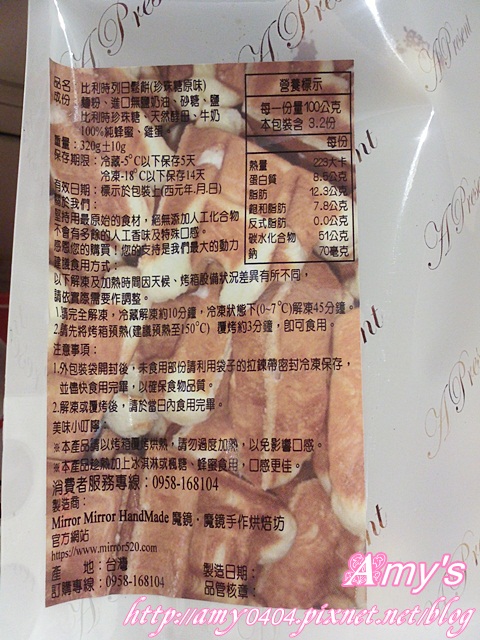 品名：比利時列日鬆餅(珍珠糖原味)
成份：麵粉、進口無鹽奶油、砂糖、鹽
比利時珍珠糖、天然酵母、牛奶
100%純蜂蜜、雞蛋。
重量：320g±10g
保存期限：冷藏-5°C以下保存5天
冷凍-18°C以下保存14天
有效日期：標示於包裝上(西元年.月.日)
關於我們：
堅持用最原始的食材，絕無添加人工化合物
不會有多餘的人工香味及特殊口感。
感恩您的購買！您的支持是我們最大的動力
建議食用方式：
以下解凍及加熱時間因天候、烤箱設備狀況差異有所不同，
請依實際需要作調整。
1.請完全解凍，冷藏解凍約10分鐘，冷凍狀態下(0~7°C)解凍45分鐘。
2.請先將烤箱預熱(建議預熱至150°C) 覆烤約3分鐘，即可食用。
注意事項：
1.外包裝袋開封後，未食用部份請利用袋子的拉鍊帶密封冷凍保存，
並儘快食用完畢，以確保食物品質。
2.解凍或覆烤後，請於當日內食用完畢。
美味小叮嚀：
※本產品請以烤箱覆烤烘熱，請勿過度加熱，以免影響口感。
※本產品趁熱加上冰淇淋或楓糖、蜂蜜食用，口感更佳。
消費者服務專線：0958-168104
製造商：
Mirror Mirror HandMade 魔鏡・魔鏡手作烘焙坊
官方網站
https://www.mirror520.com
產 地：台灣
訂購專線：0958-168104
製造日期：
品管核章：
營養標示
每一份量100公克
本包裝含 3.2份
每份
熱量 223大卡
蛋白質 8.6公克
脂肪 12.3公克
飽和脂肪 7.8公克
反式脂肪 0.0公克
碳水化合物 51公克
鈉 70毫克
A Present
A Present
A Present
A Present
Amy's
http://amy0404.pixnet.net/blog